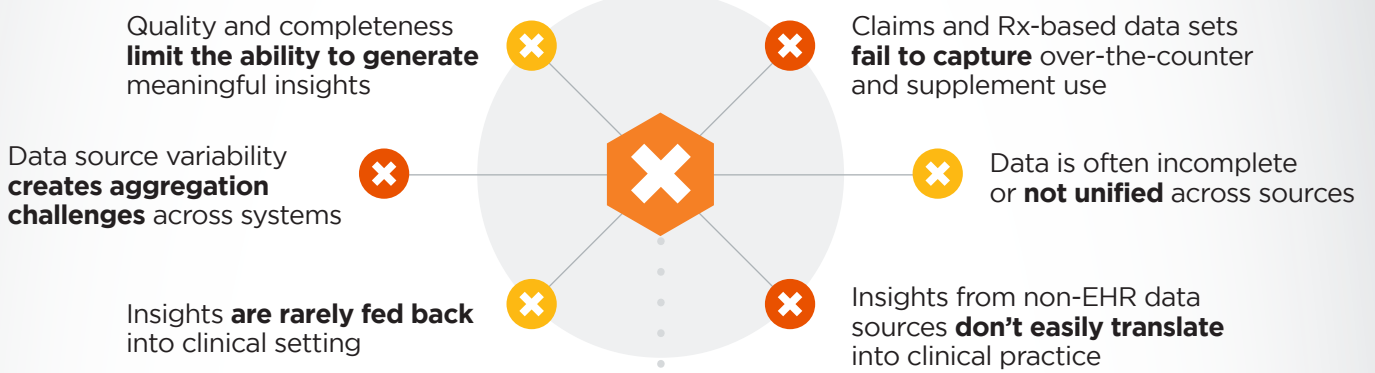 Quality and completeness
limit the ability to generate
meaningful insights
Claims and Rx-based data sets
fail to capture over-the-counter
and supplement use
Data source variability
creates aggregation
challenges across systems
Data is often incomplete
or not unified across sources
Insights are rarely fed back
into clinical setting
Insights from non-EHR data
sources don’t easily translate
into clinical practice